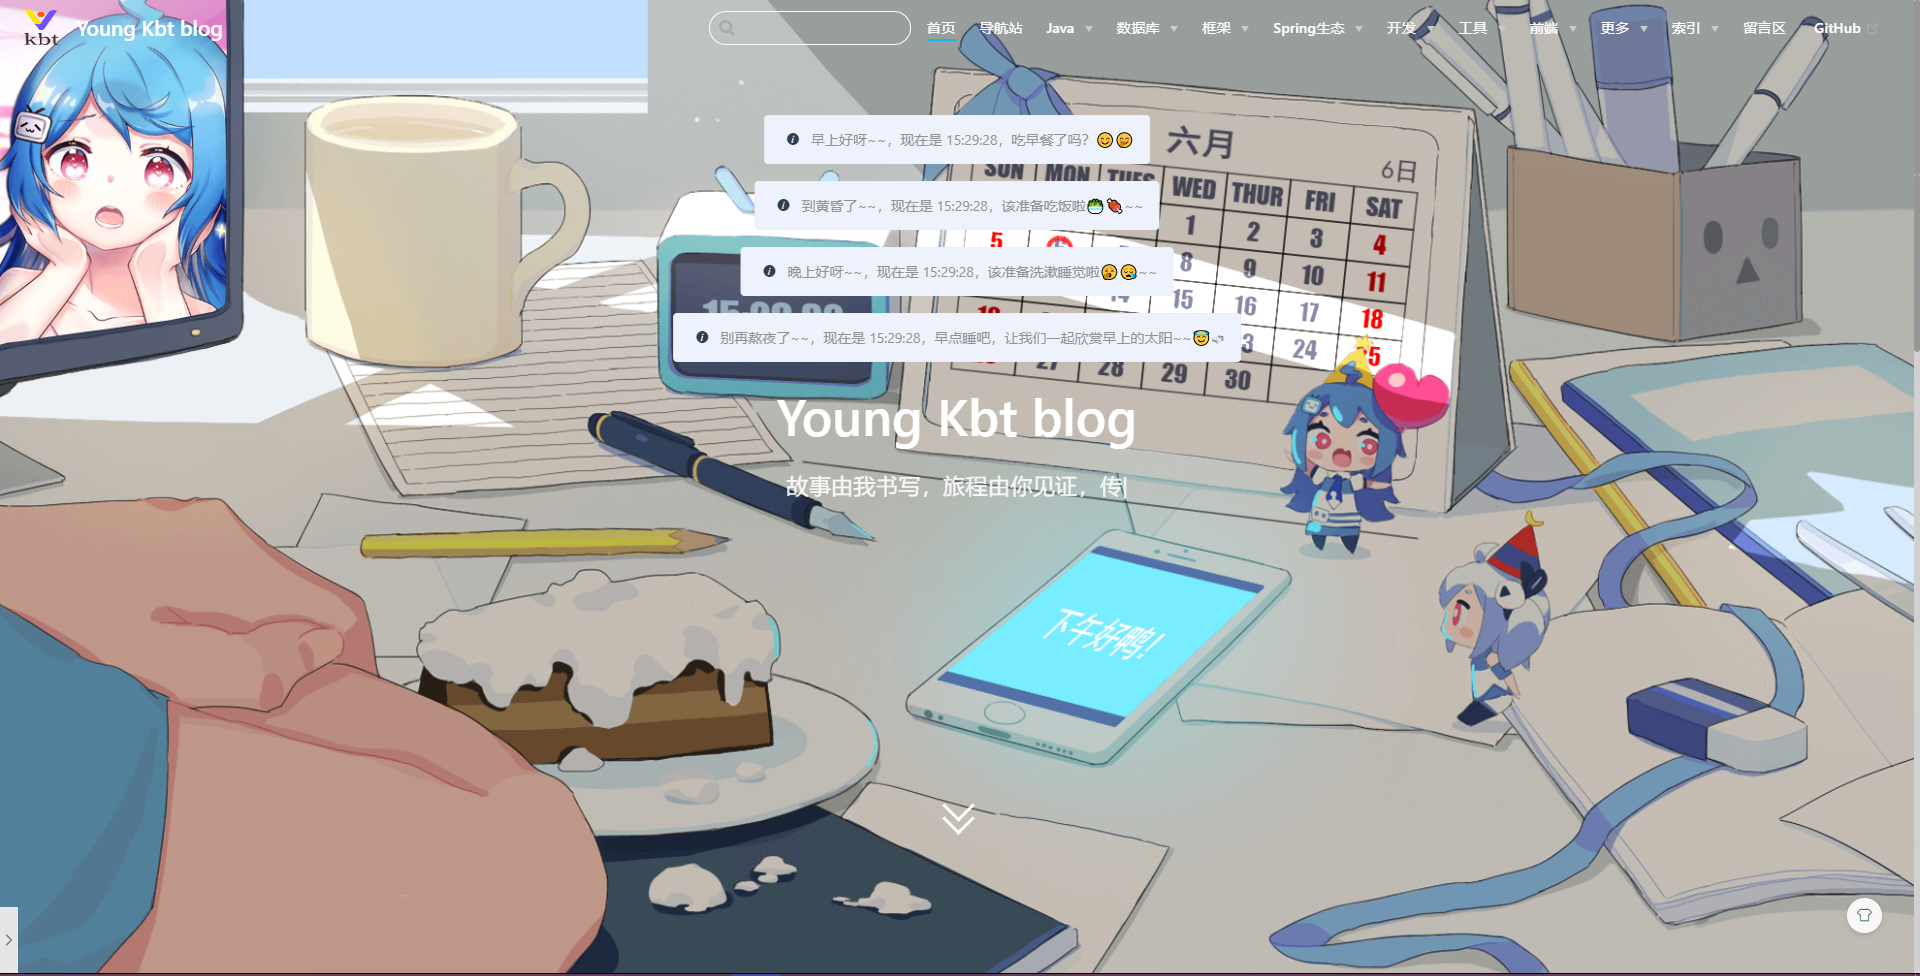 kbt Young Kbt blog
首页 导航站 Java 数据库 框架 Spring生态 开发 工具 前端 更多 索引 留言区 GitHub
早上好呀~~，现在是 15:29:28，吃早餐了吗？😊🤭
到黄昏了~~，现在是 15:29:28，该准备吃饭啦🥗🍖~~
晚上好呀~~，现在是 15:29:28，该准备洗漱睡觉啦🥱😪~~
别再熬夜了~~，现在是 15:29:28，早点睡吧，让我们一起欣赏早上的太阳~~😇
六月
6日
SUN MON TUES WED THUR FRI SAT
1 2 3 4
5 8 9 10 11
14 15 16 17 18
24 25
27 28 29 30
Young Kbt blog
故事由我书写，旅程由你见证，传|
下午好鸭!